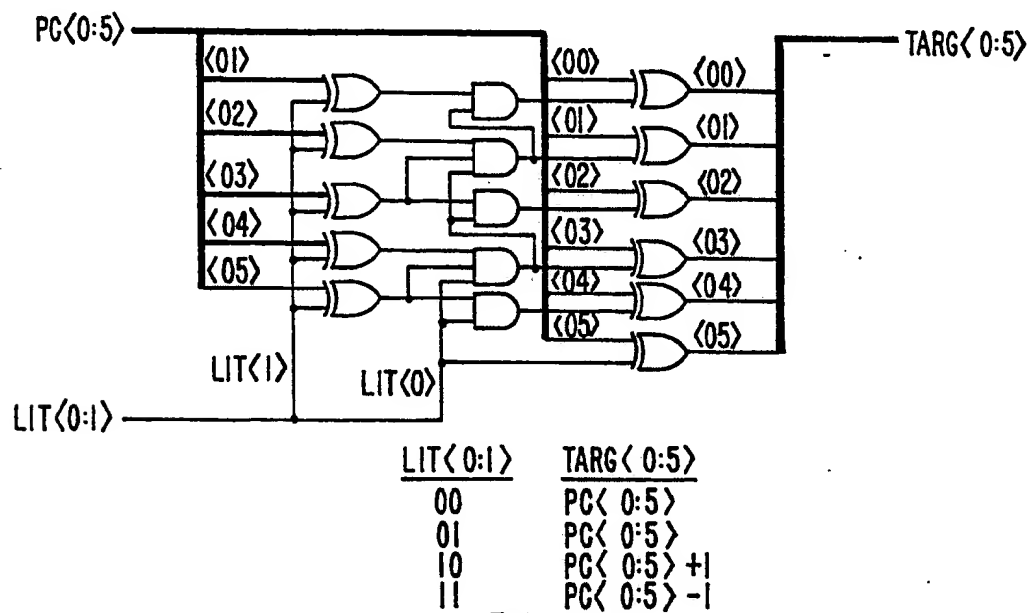 PC<0:5>
TARG<0:5>
<01>
<02>
<03>
<04>
<05>
<00>
<01>
<02>
<03>
<04>
<05>
<00>
<01>
<02>
<03>
<04>
<05>
LIT<1>
LIT<0>
LIT<0:1>
LIT<0:1> TARG<0:5>
00 PC<0:5>
01 PC<0:5>
10 PC<0:5>+1
11 PC<0:5>-1